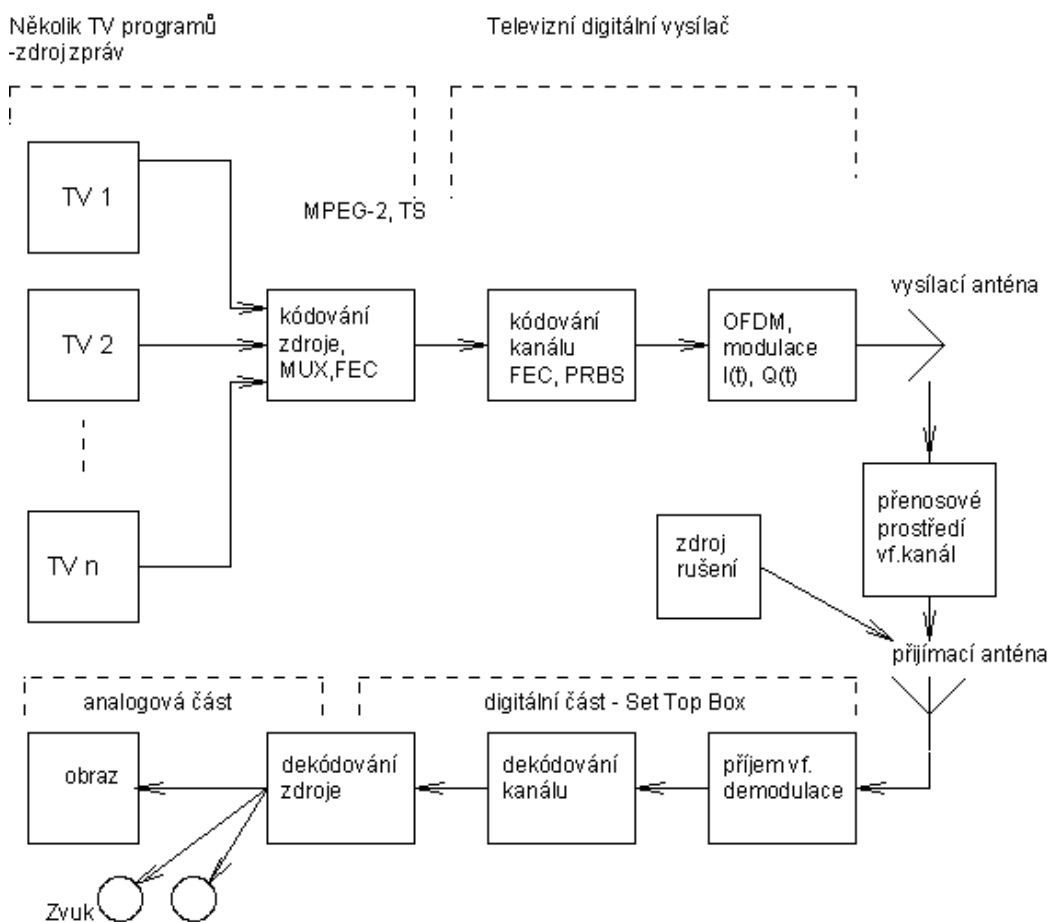 Několik TV programů
-zdroj zpráv
Televizní digitální vysílač
TV 1
MPEG-2, TS
TV 2
kódování
zdroje,
MUX,FEC
kódování
kanálu
FEC, PRBS
OFDM,
modulace
I(t), Q(t)
vysílací anténa
TV n
zdroj
rušení
přenosové
prostředí
vf.kanál
přijímací anténa
analogová část
digitální část - Set Top Box
obraz
dekódování
zdroje
dekódování
kanálu
příjem vf.
demodulace
Zvuk